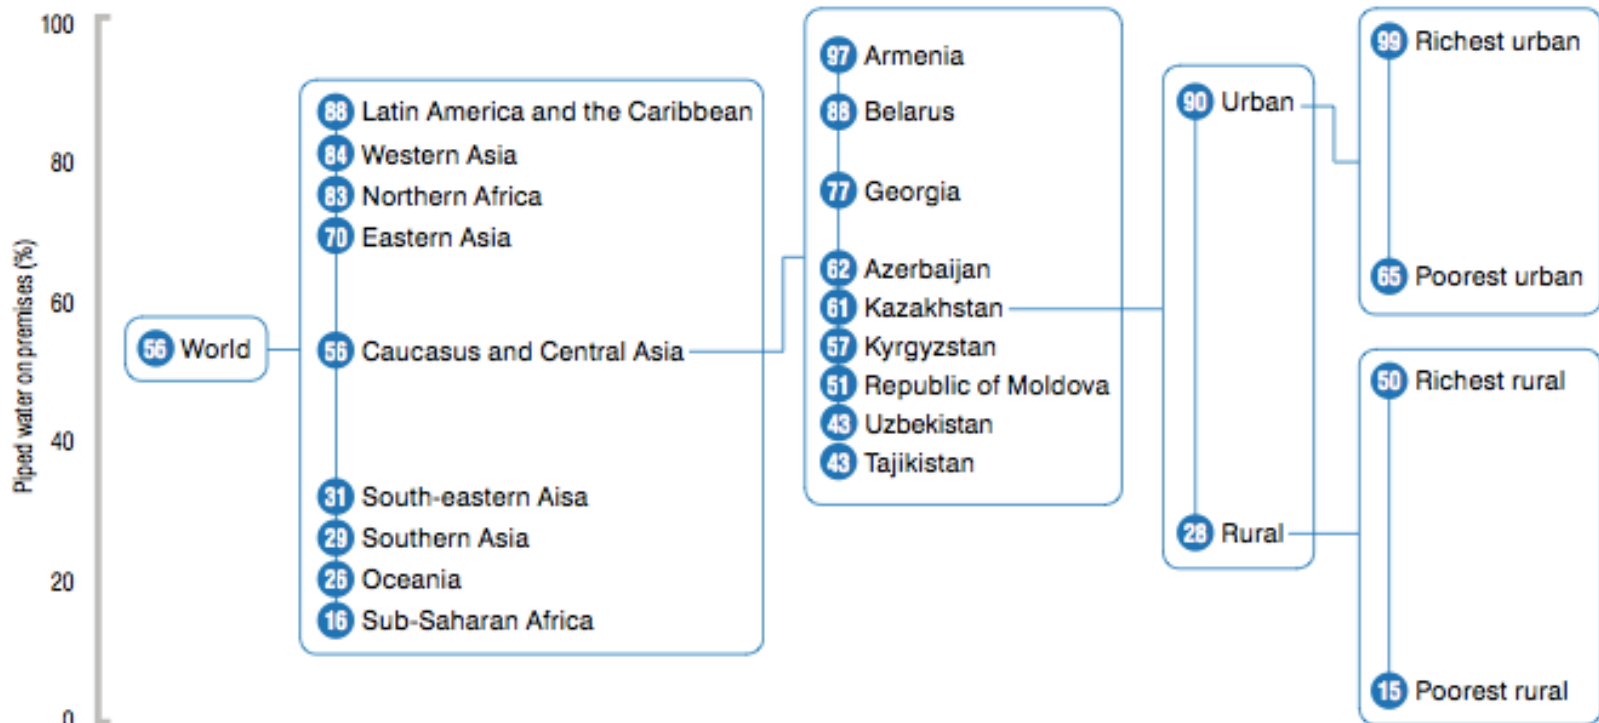 100
80
60
40
20
0
Piped water on premises (%)
56 World
88 Latin America and the Caribbean
84 Western Asia
83 Northern Africa
70 Eastern Asia
56 Caucasus and Central Asia
31 South-eastern Aisa
29 Southern Asia
26 Oceania
16 Sub-Saharan Africa
97 Armenia
88 Belarus
77 Georgia
62 Azerbaijan
61 Kazakhstan
57 Kyrgyzstan
51 Republic of Moldova
43 Uzbekistan
43 Tajikistan
90 Urban
28 Rural
99 Richest urban
65 Poorest urban
50 Richest rural
15 Poorest rural